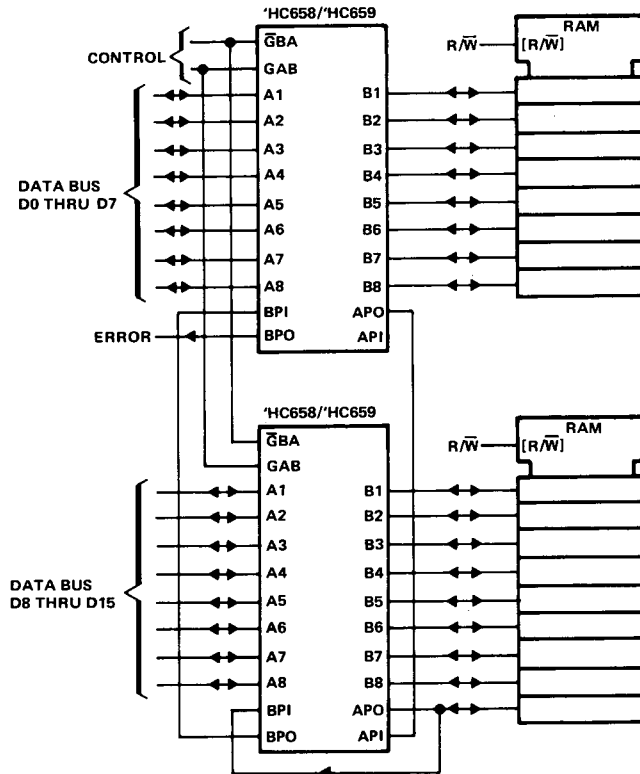 'HC658/'HC659
CONTROL
G̅BA
GAB
DATA BUS
D0 THRU D7
A1
A2
A3
A4
A5
A6
A7
A8
BPI
ERROR
BPO
B1
B2
B3
B4
B5
B6
B7
B8
APO
API
RAM
R/W̅
[R/W̅]
'HC658/'HC659
G̅BA
GAB
DATA BUS
D8 THRU D15
A1
A2
A3
A4
A5
A6
A7
A8
BPI
BPO
B1
B2
B3
B4
B5
B6
B7
B8
APO
API
RAM
R/W̅
[R/W̅]